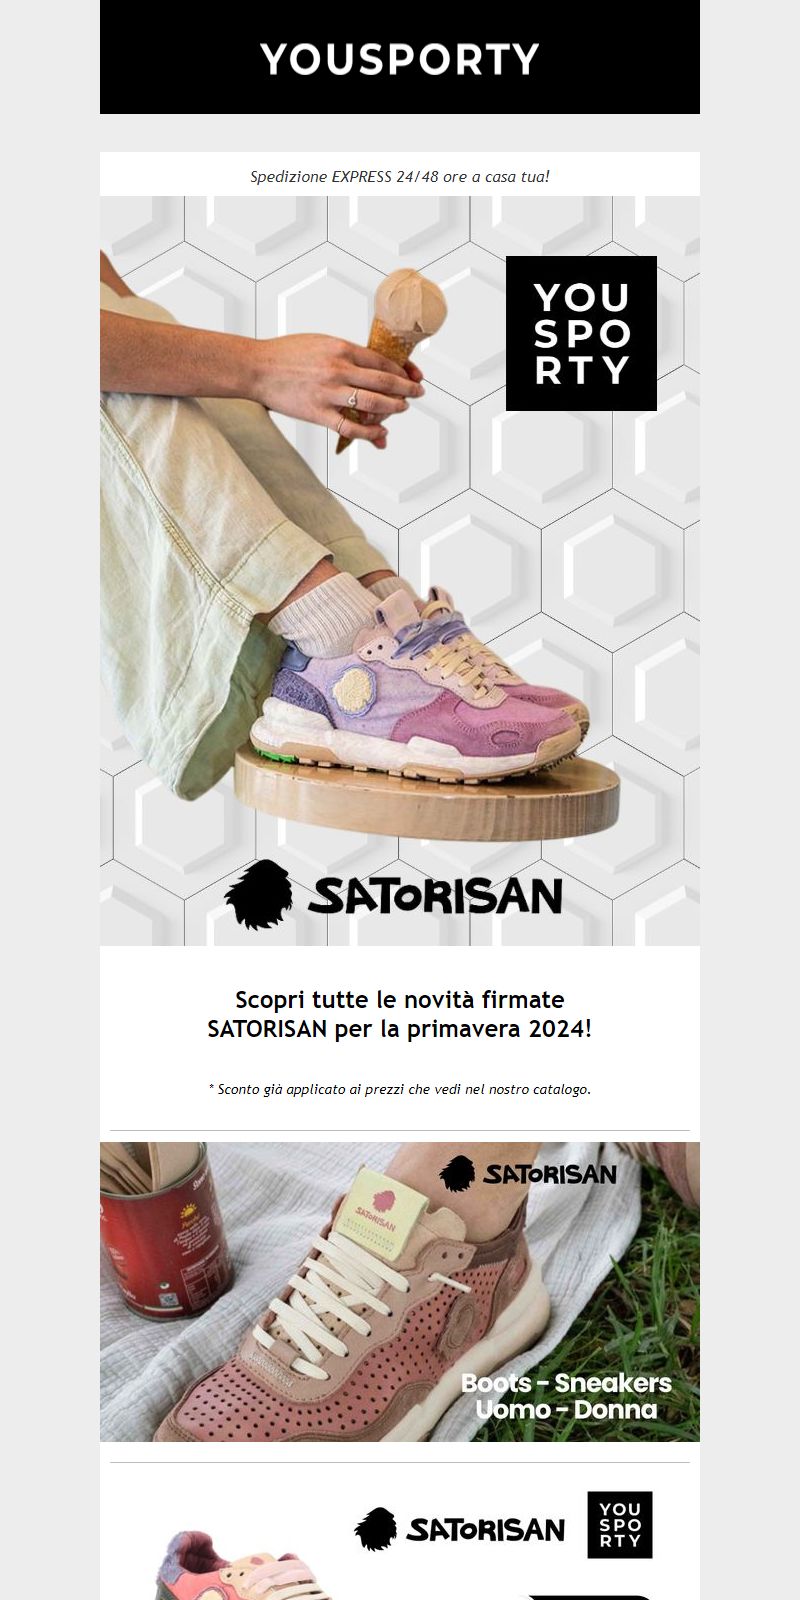 YOUSPORTY
Spedizione EXPRESS 24/48 ore a casa tua!
YOU
SPO
RTY
SATORISAN
Scopri tutte le novità firmate
SATORISAN per la primavera 2024!
* Sconto già applicato ai prezzi che vedi nel nostro catalogo.
SATORISAN
SATORISAN
Boots - Sneakers
Uomo - Donna
SATORISAN
YOU
SPO
RTY